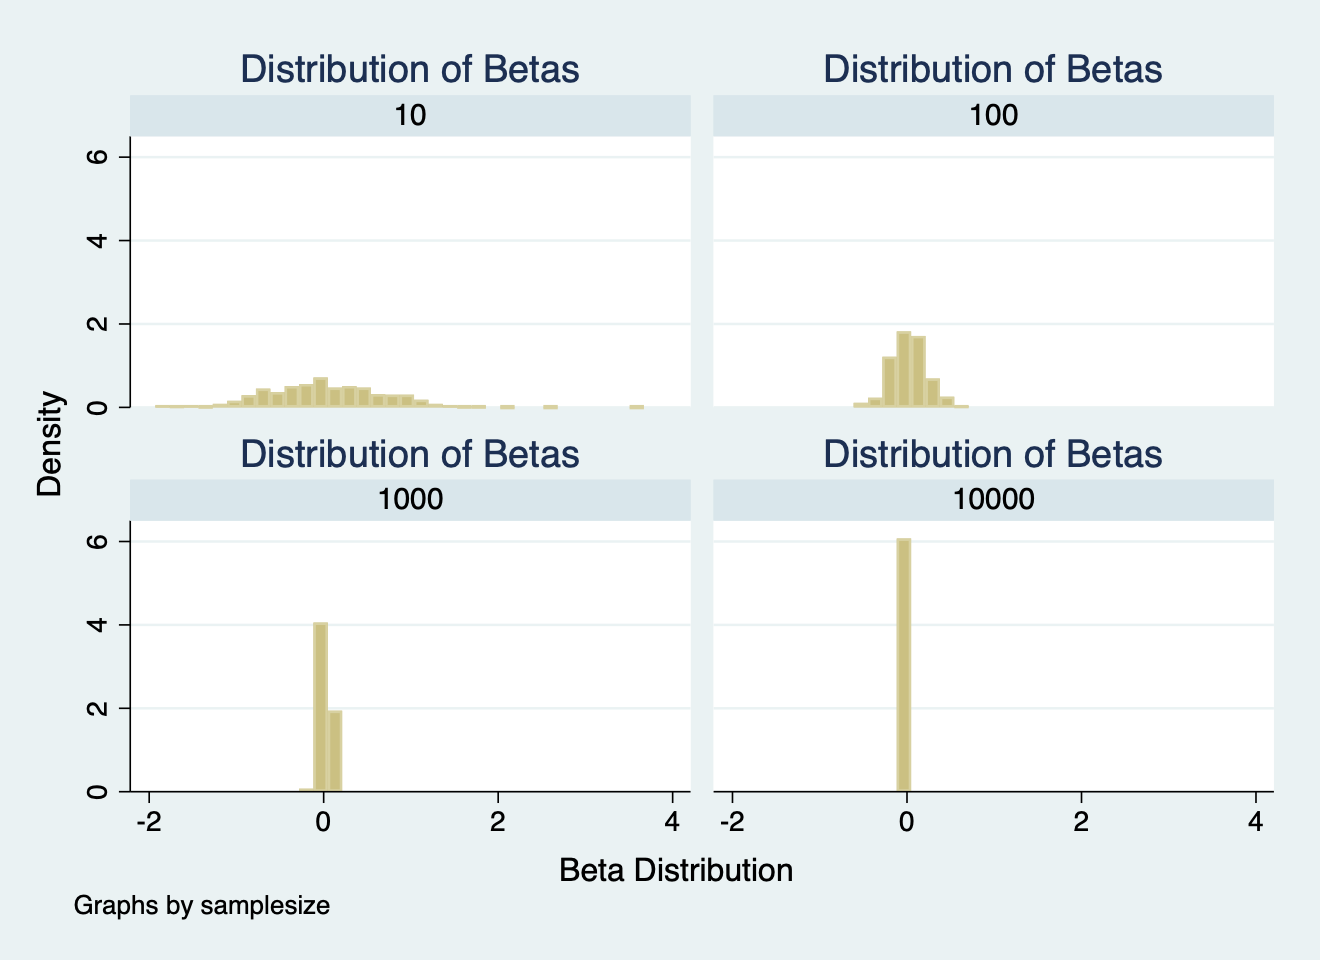 Distribution of Betas
10
Distribution of Betas
100
6
4
2
0
Density
Distribution of Betas
1000
Distribution of Betas
10000
6
4
2
0
-2 0 2 4
-2 0 2 4
Beta Distribution
Graphs by samplesize